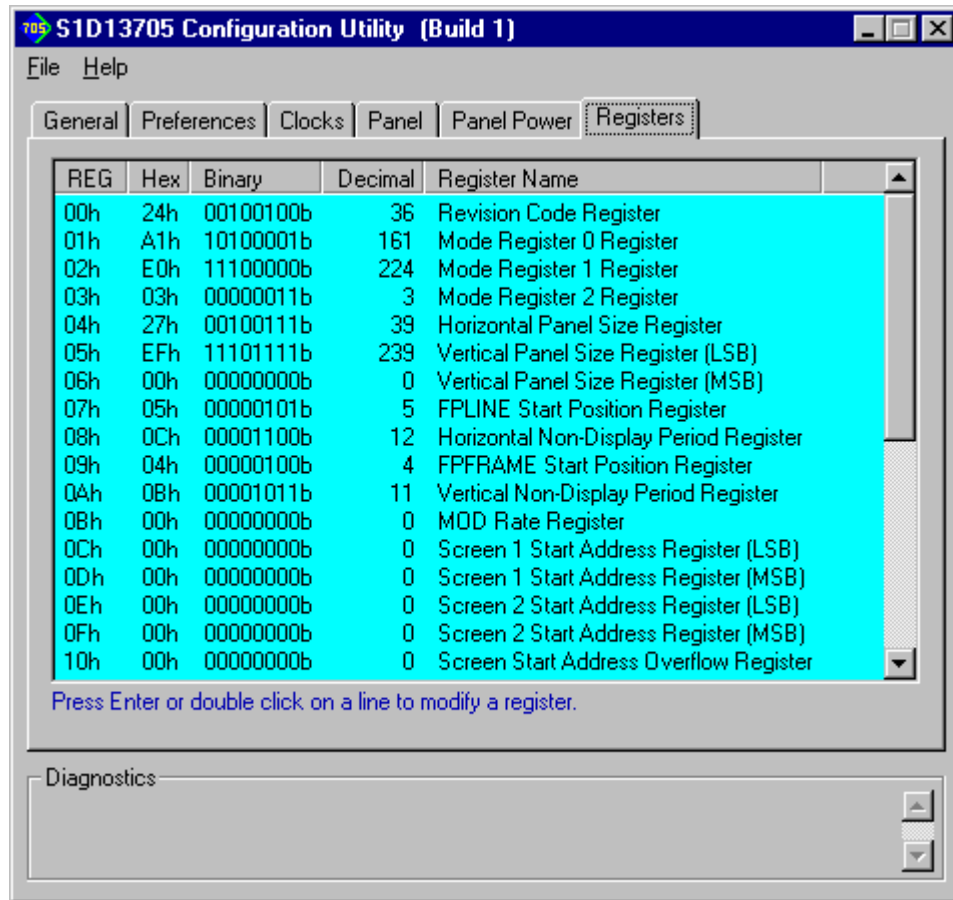 705 S1D13705 Configuration Utility (Build 1)
File Help
General Preferences Clocks Panel Panel Power Registers
REG Hex Binary Decimal Register Name
00h 24h 00100100b 36 Revision Code Register
01h A1h 10100001b 161 Mode Register 0 Register
02h E0h 11100000b 224 Mode Register 1 Register
03h 03h 00000011b 3 Mode Register 2 Register
04h 27h 00100111b 39 Horizontal Panel Size Register
05h EFh 11101111b 239 Vertical Panel Size Register (LSB)
06h 00h 00000000b 0 Vertical Panel Size Register (MSB)
07h 05h 00000101b 5 FPLINE Start Position Register
08h 0Ch 00001100b 12 Horizontal Non-Display Period Register
09h 04h 00000100b 4 FPFRAME Start Position Register
0Ah 0Bh 00001011b 11 Vertical Non-Display Period Register
0Bh 00h 00000000b 0 MOD Rate Register
0Ch 00h 00000000b 0 Screen 1 Start Address Register (LSB)
0Dh 00h 00000000b 0 Screen 1 Start Address Register (MSB)
0Eh 00h 00000000b 0 Screen 2 Start Address Register (LSB)
0Fh 00h 00000000b 0 Screen 2 Start Address Register (MSB)
10h 00h 00000000b 0 Screen Start Address Overflow Register
Press Enter or double click on a line to modify a register.
Diagnostics